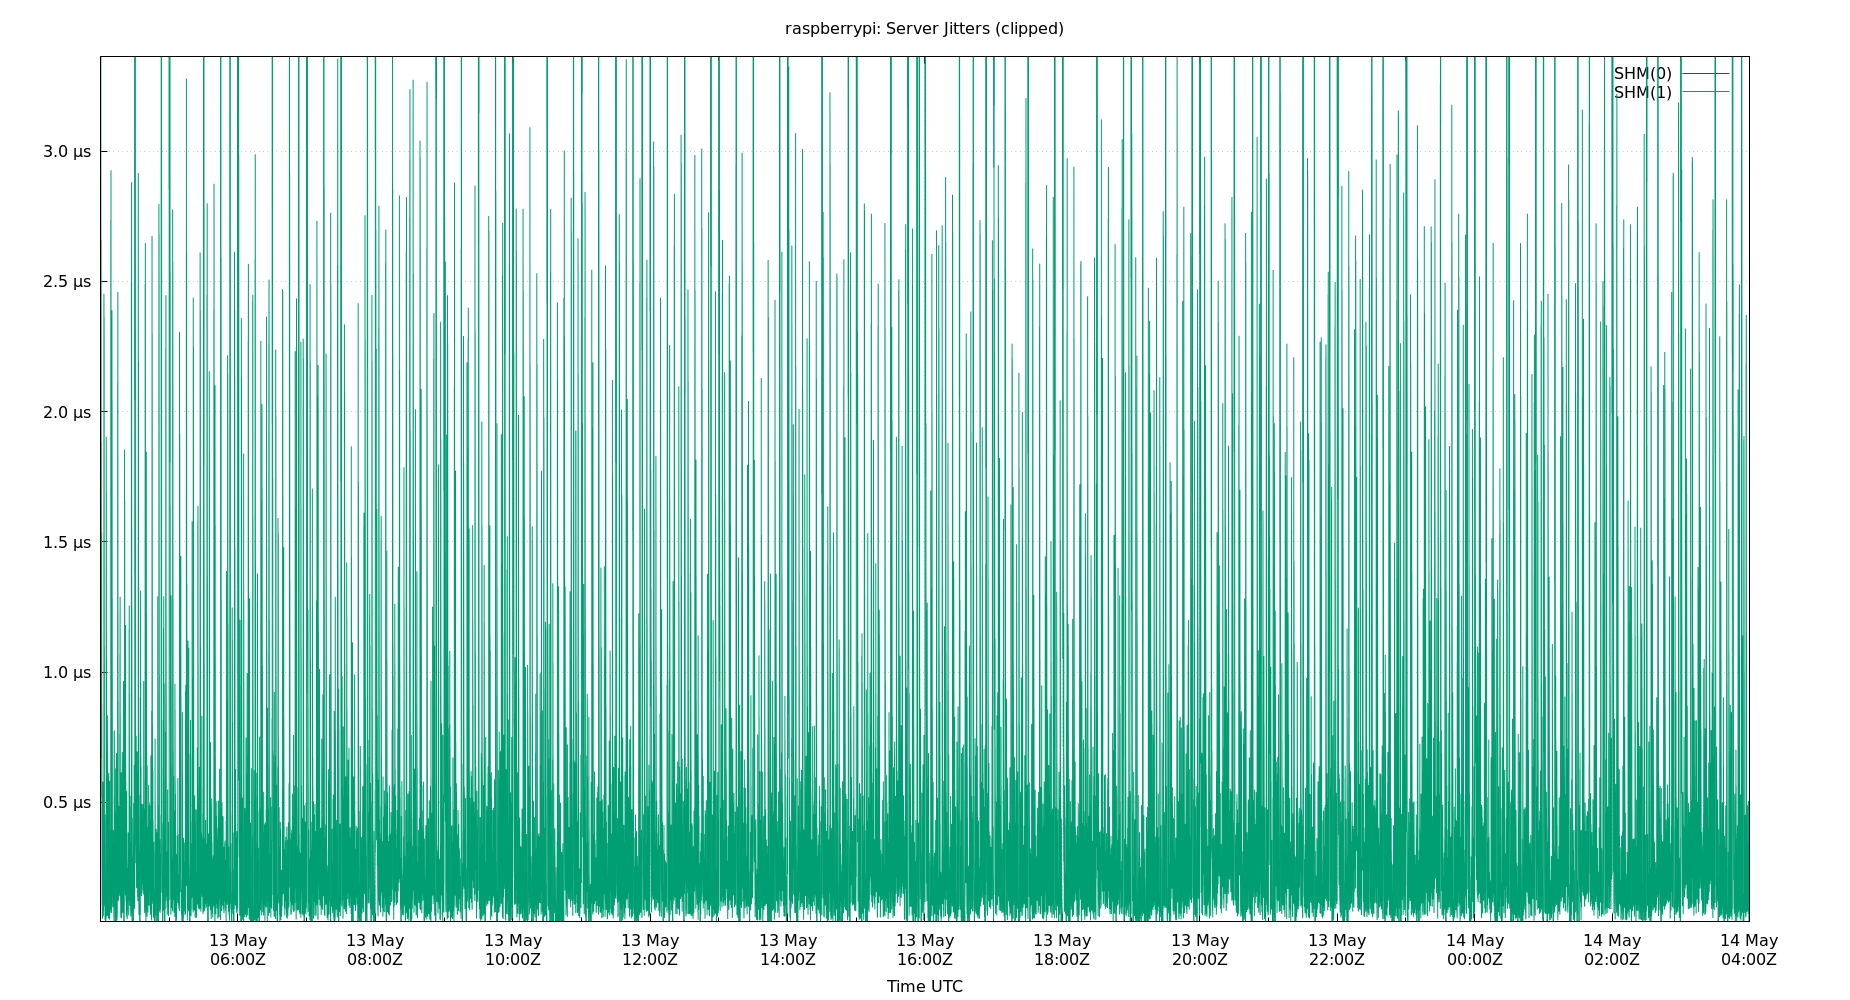 raspberrypi: Server Jitters (clipped)
SHM(0)
SHM(1)
3.0 µs
2.5 µs
2.0 µs
1.5 µs
1.0 µs
0.5 µs
13 May 13 May 13 May 13 May 13 May 13 May 13 May 13 May 13 May 14 May 14 May 14 May
06:00Z 08:00Z 10:00Z 12:00Z 14:00Z 16:00Z 18:00Z 20:00Z 22:00Z 00:00Z 02:00Z 04:00Z
Time UTC